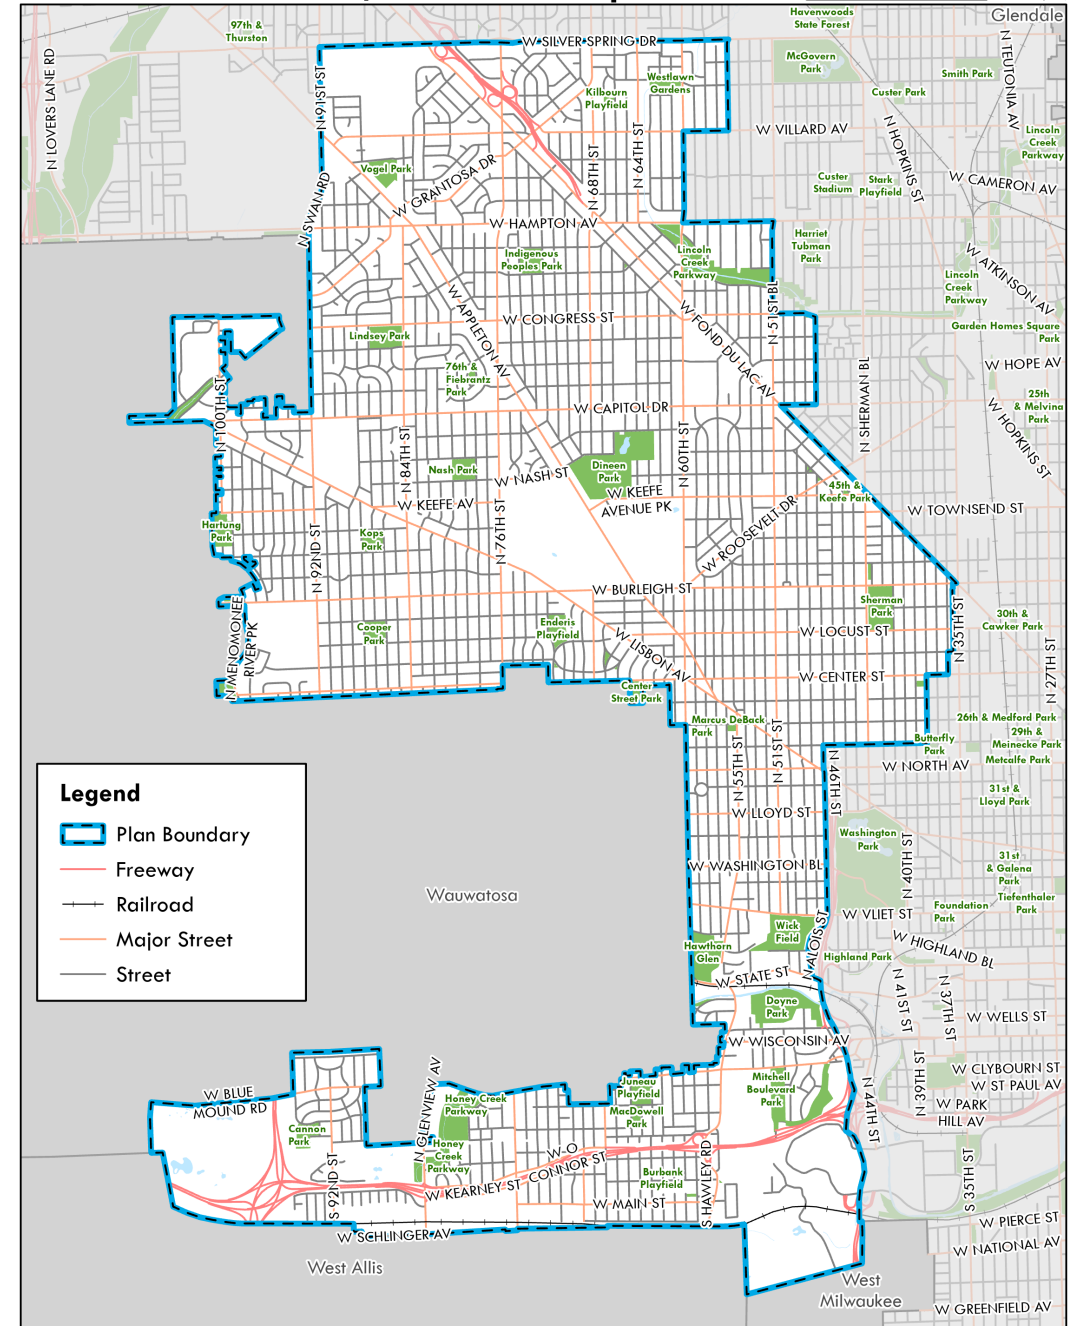 Glendale
Havenwoods
State Forest
97th &
Thurston
W SILVER SPRING DR
N TEUTONIA AV
McGovern
Park
Smith Park
Westlawn
Gardens
Kilbourn
Playfield
Custer Park
N LOVERS LANE RD
N 91ST ST
W VILLARD AV
N HOPKINS ST
Lincoln
Creek
Parkway
N 64TH ST
N 68TH ST
Vogel Park
W GRANTOSA DR
Custer
Stadium
Stark
Playfield
W CAMERON AV
N SWAN RD
W HAMPTON AV
Harriet
Tubman
Park
Indigenous
Peoples Park
Lincoln
Creek
Parkway
W ATKINSON AV
Lincoln
Creek
Parkway
N 51ST BL
W APPLETON AV
W CONGRESS ST
W FOND DU LAC AV
Garden Homes Square
Park
Lindsey Park
76th &
Fiebrantz
Park
W HOPE AV
N SHERMAN BL
N 100TH ST
25th
& Melvina
Park
W CAPITOL DR
W HOPKINS ST
N 84TH ST
N 60TH ST
Nash Park
W NASH ST
Dineen
Park
W KEEFE
AVENUE PK
45th &
Keefe Park
W KEEFE AV
W TOWNSEND ST
Hartung
Park
N 92ND ST
Kops
Park
N 76TH ST
W ROOSEVELT DR
W BURLEIGH ST
N MENOMONEE
RIVER PK
Sherman
Park
N 35TH ST
30th &
Cawker Park
Cooper
Park
Enderis
Playfield
W LISBON AV
W LOCUST ST
N 27TH ST
W CENTER ST
Center
Street Park
Marcus DeBack
Park
26th & Medford Park
29th &
Meinecke Park
Butterfly
Park
Metcalfe Park
N 55TH ST
N 51ST ST
N 46TH ST
W NORTH AV
31st &
Lloyd Park
W LLOYD ST
Washington
Park
N 40TH ST
W WASHINGTON BL
31st
& Galena
Park
Tiefenthaler
Park
Foundation
Park
W VLIET ST
Legend
Plan Boundary
Freeway
Railroad
Major Street
Street
Wauwatosa
Wick
Field
N ALOIS ST
Hawthorn
Glen
W HIGHLAND BL
Highland Park
W STATE ST
N 41ST ST
N 37TH ST
Doyne
Park
W WELLS ST
W WISCONSIN AV
N 39TH ST
W CLYBOURN ST
W ST PAUL AV
N GLENVIEW AV
W BLUE
MOUND RD
Honey Creek
Parkway
Juneau
Playfield
MacDowell
Park
Mitchell
Boulevard
Park
N 44TH ST
W PARK
HILL AV
Cannon
Park
Honey
Creek
Parkway
W-O
CONNOR ST
S 92ND ST
W KEARNEY ST
Burbank
Playfield
S HAWLEY RD
S 35TH ST
W MAIN ST
W SCHLINGER AV
W PIERCE ST
W NATIONAL AV
West Allis
West
Milwaukee
W GREENFIELD AV